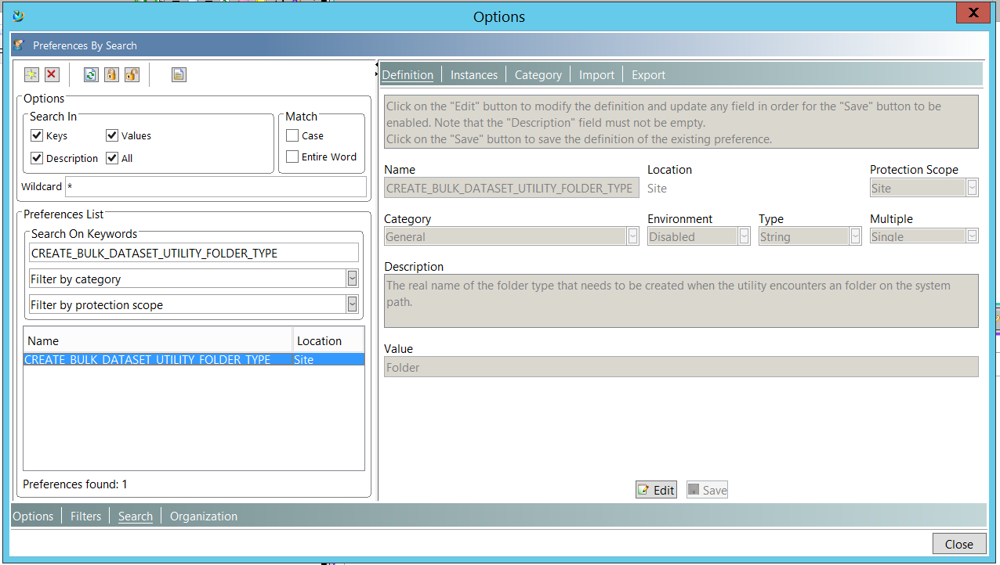 Options
X
Preferences By Search
Options
Search In
Keys
Values
Description
All
Match
Case
Entire Word
Wildcard
*
Preferences List
Search On Keywords
CREATE_BULK_DATASET_UTILITY_FOLDER_TYPE
Filter by category
Filter by protection scope
Name Location
CREATE_BULK_DATASET_UTILITY_FOLDER_TYPE Site
Preferences found: 1
Definition Instances Category Import Export
Click on the "Edit" button to modify the definition and update any field in order for the "Save" button to be
enabled. Note that the "Description" field must not be empty.
Click on the "Save" button to save the definition of the existing preference.
Name Location Protection Scope
CREATE_BULK_DATASET_UTILITY_FOLDER_TYPE Site Site
Category Environment Type Multiple
General Disabled String Single
Description
The real name of the folder type that needs to be created when the utility encounters an folder on the system
path.
Value
Folder
Edit Save
Options Filters Search Organization
Close